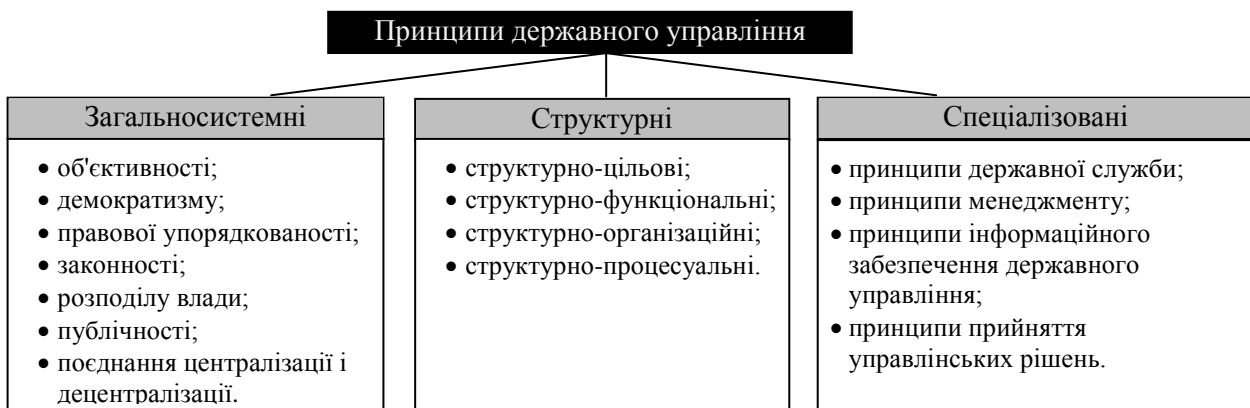 Принципи державного управління
Загальносистемні
• об'єктивності;
• демократизму;
• правової упорядкованості;
• законності;
• розподілу влади;
• публічності;
• поєднання централізації і
децентралізації.
Структурні
• структурно-цільові;
• структурно-функціональні;
• структурно-організаційні;
• структурно-процесуальні.
Спеціалізовані
• принципи державної служби;
• принципи менеджменту;
• принципи інформаційного
забезпечення державного
управління;
• принципи прийняття
управлінських рішень.